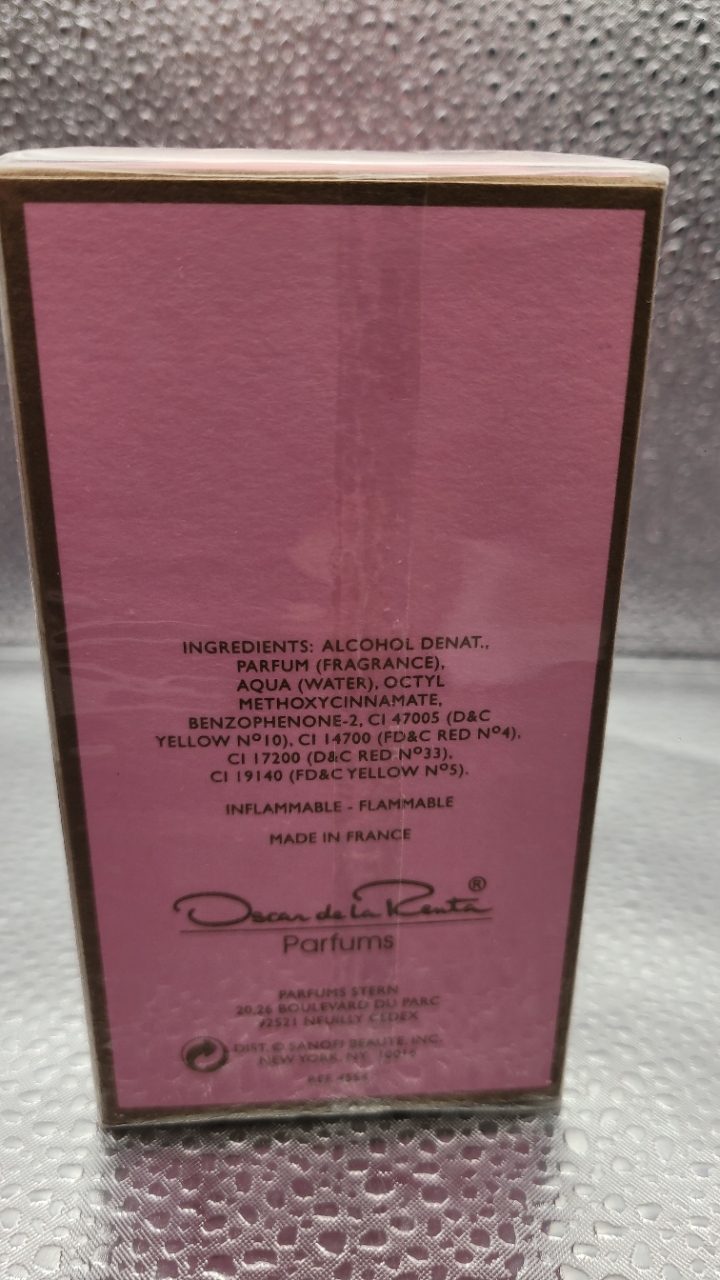 INGREDIENTS: ALCOHOL DENAT.,
PARFUM (FRAGRANCE),
AQUA (WATER), OCTYL
METHOXYCINNAMATE,
BENZOPHENONE-2, CI 47005 (D&C
YELLOW Nº10), CI 14700 (FD&C RED Nº4),
CI 17200 (D&C RED Nº33),
CI 19140 (FD&C YELLOW Nº5).
INFLAMMABLE - FLAMMABLE
MADE IN FRANCE
Oscar de la Renta ®
Parfums
PARFUMS STERN
20,26 BOULEVARD DU PARC
92521 NEUILLY CEDEX
DIST. © SANOFI BEAUTE, INC.
NEW YORK, NY, 10016
REF.